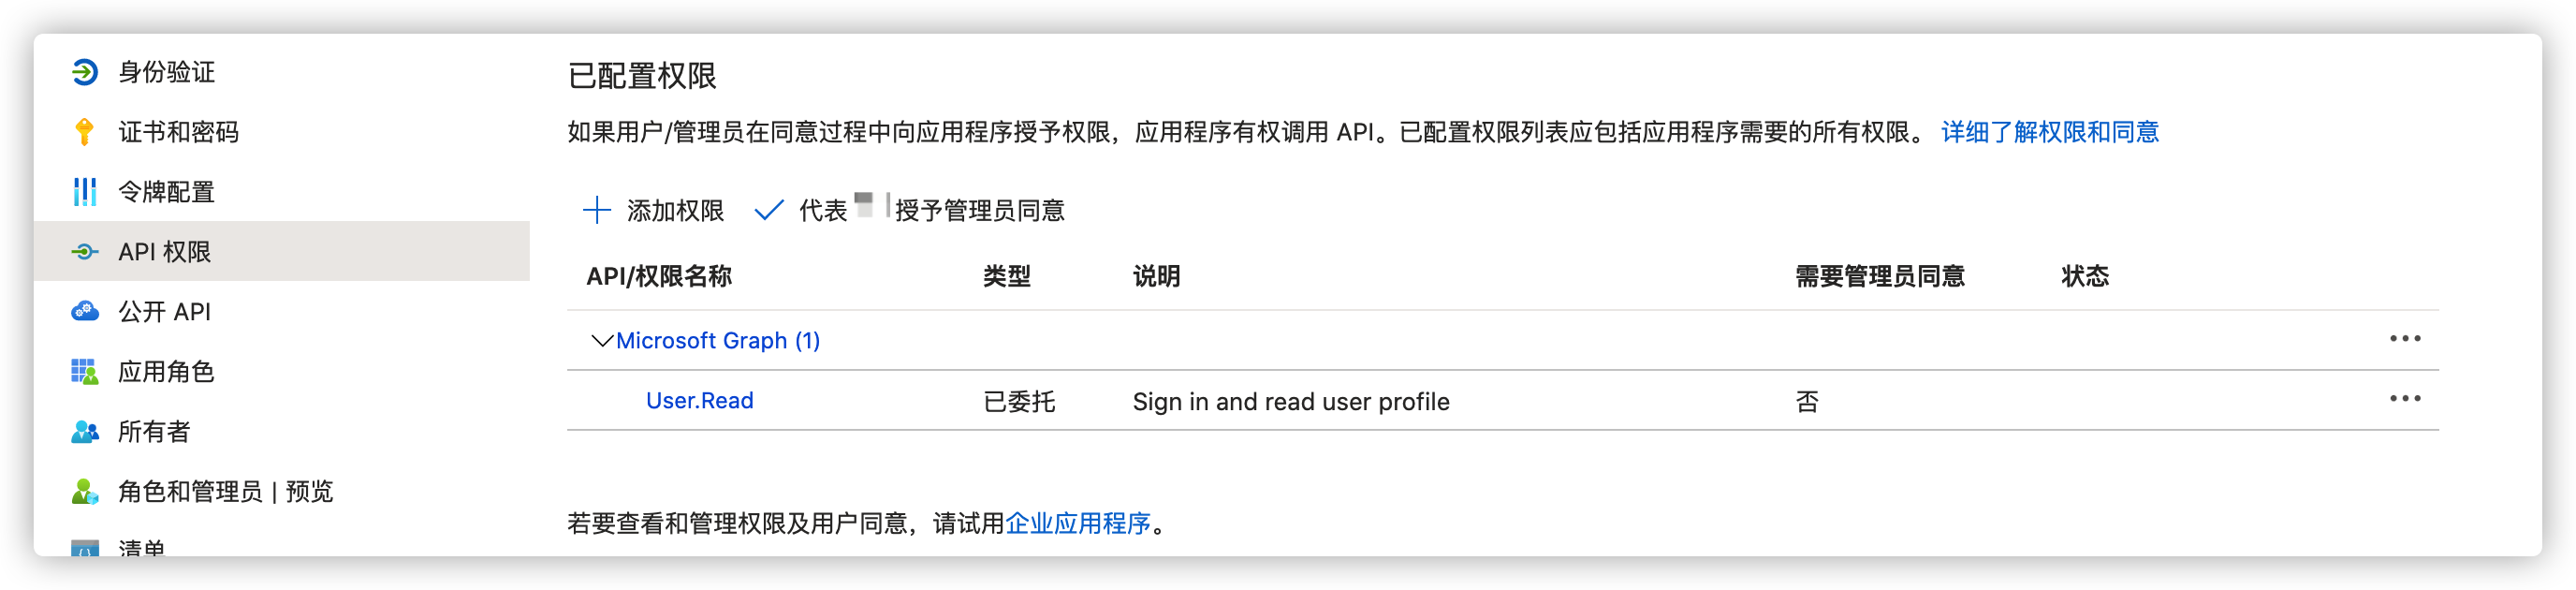 身份验证
证书和密码
令牌配置
API 权限
公开 API
应用角色
所有者
角色和管理员 | 预览
清单
已配置权限
如果用户/管理员在同意过程中向应用程序授予权限，应用程序有权调用 API。已配置权限列表应包括应用程序需要的所有权限。 详细了解权限和同意
添加权限 代表 授予管理员同意
API/权限名称 类型 说明 需要管理员同意 状态
Microsoft Graph (1)
User.Read 已委托 Sign in and read user profile 否
若要查看和管理权限及用户同意，请试用企业应用程序。